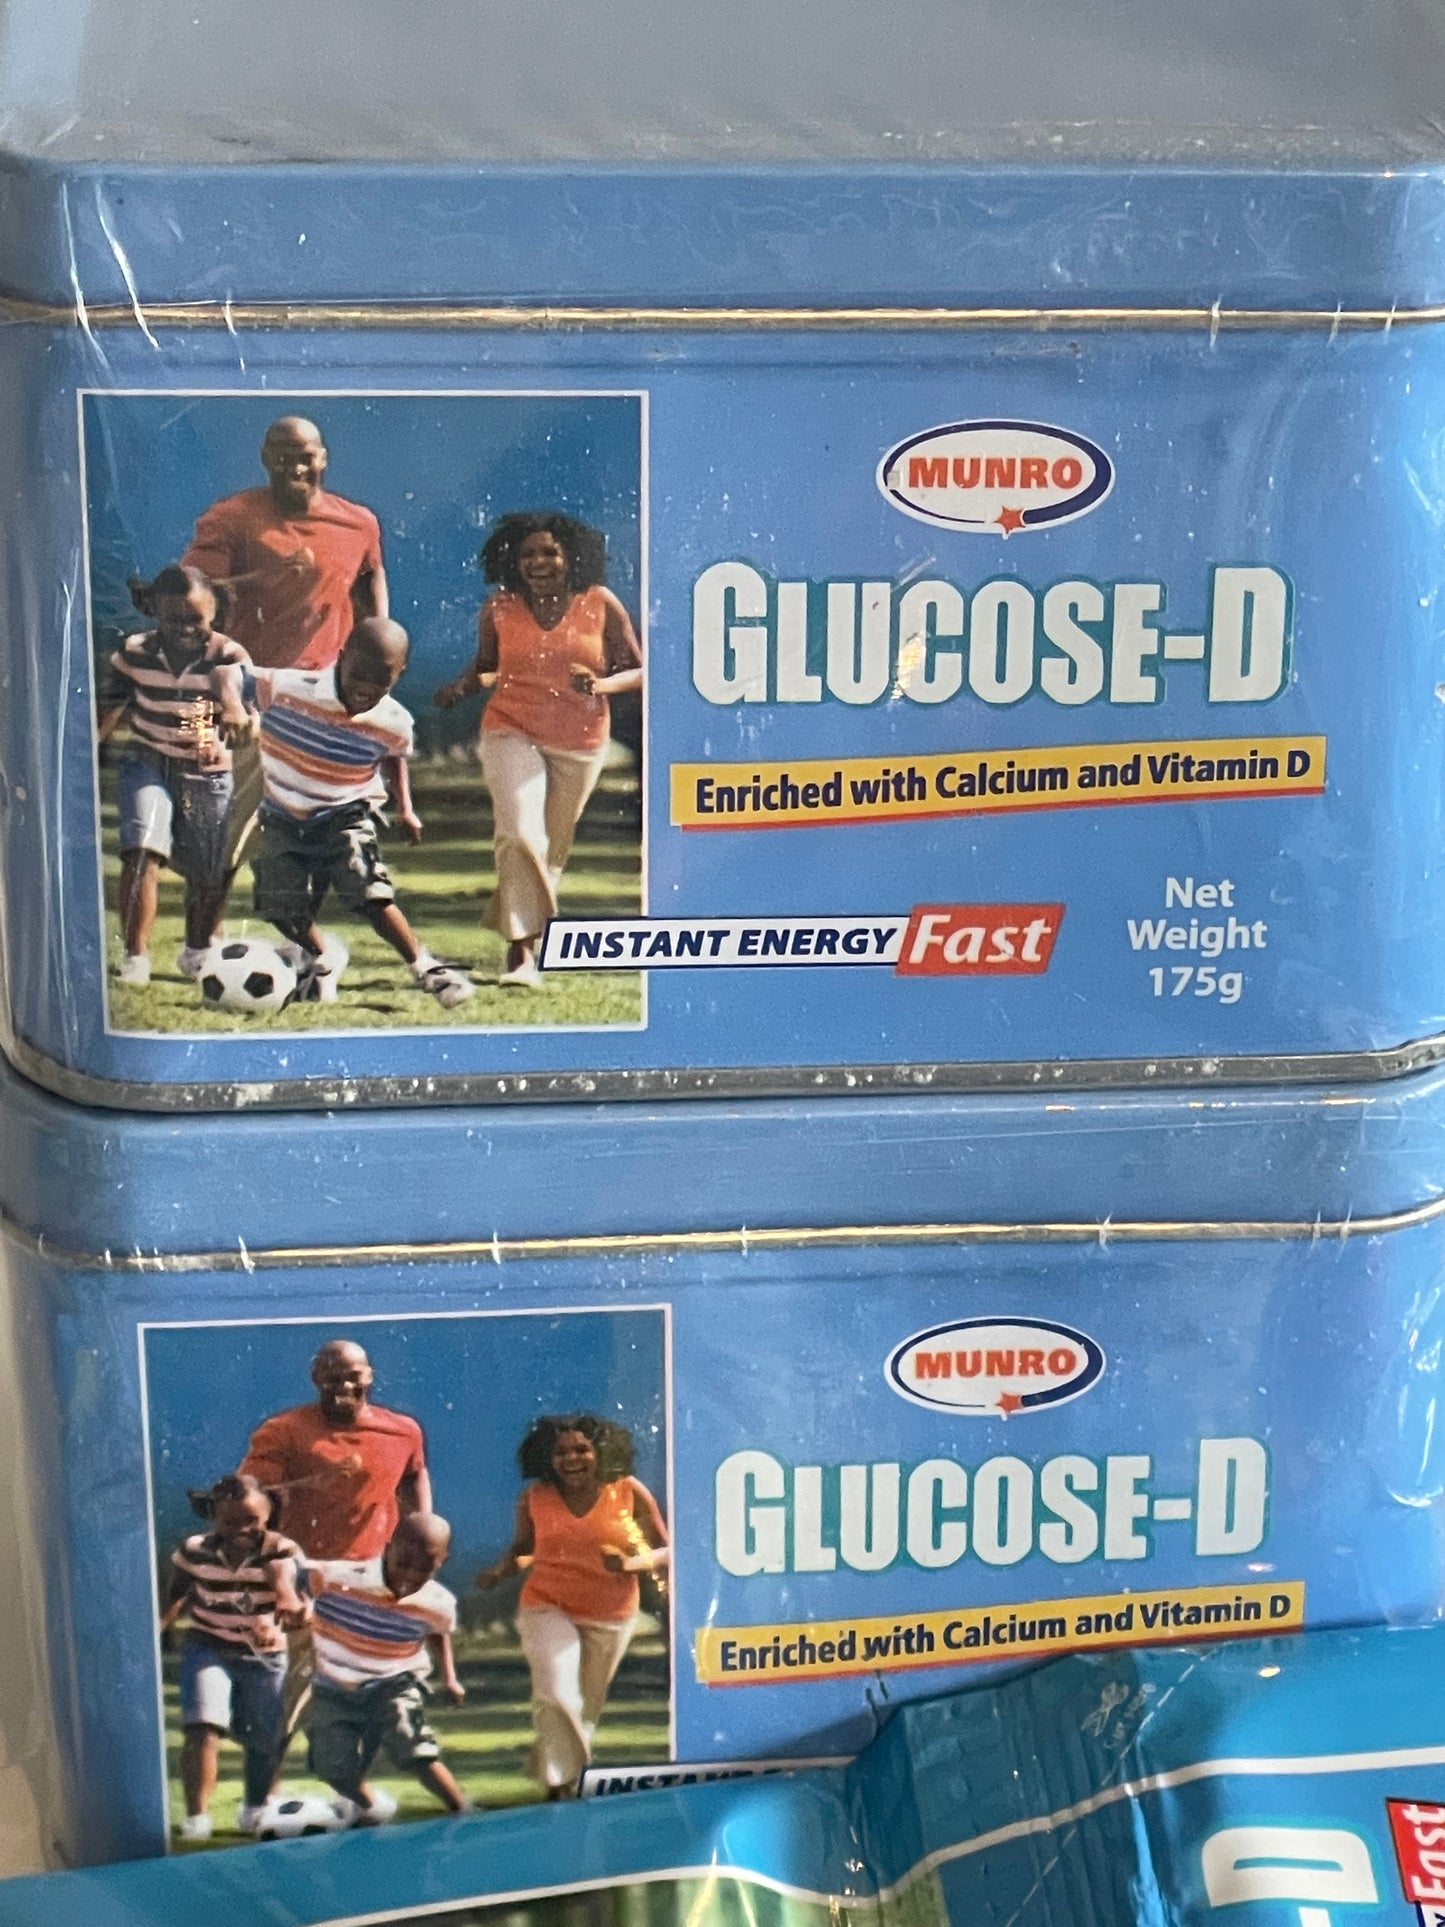 MUNRO
GLUCOSE-D
Enriched with Calcium and Vitamin D
INSTANT ENERGY Fast
Net
Weight
175g
MUNRO
GLUCOSE-D
Enriched with Calcium and Vitamin D
INSTANT
-D
Fast